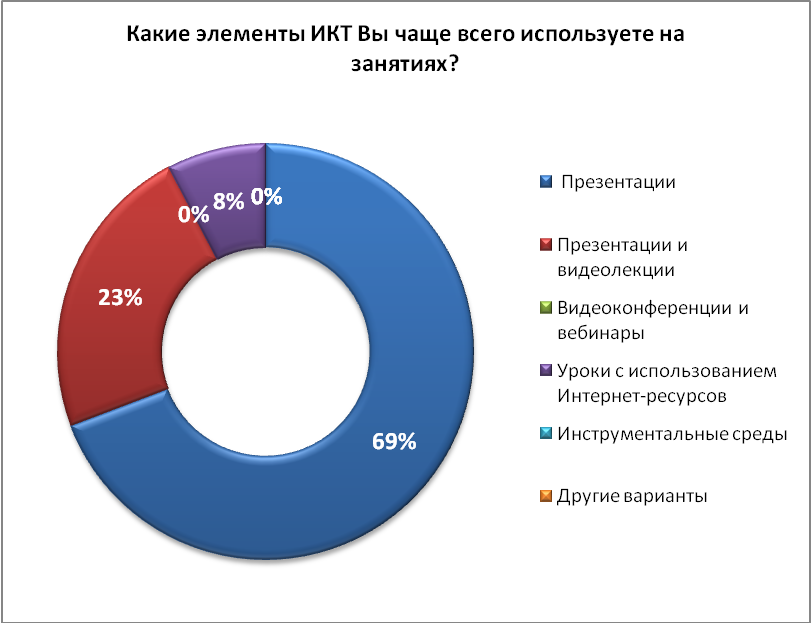 Какие элементы ИКТ Вы чаще всего используете на
занятиях?
0%
8%
0%
23%
69%
Презентации
Презентации и
видеолекции
Видеоконференции и
вебинары
Уроки с использованием
Интернет-ресурсов
Инструментальные среды
Другие варианты